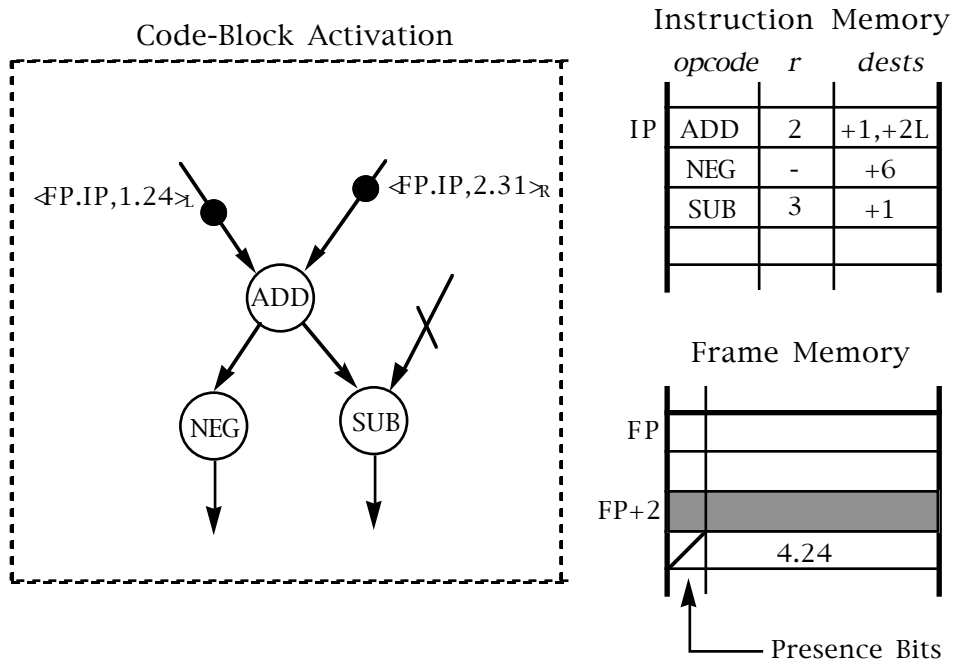 Code-Block Activation
<FP.IP,1.24>L
<FP.IP,2.31>R
ADD
NEG
SUB
Instruction Memory
opcode r dests
IP ADD 2 +1,+2L
NEG - +6
SUB 3 +1
Frame Memory
FP
FP+2
4.24
Presence Bits